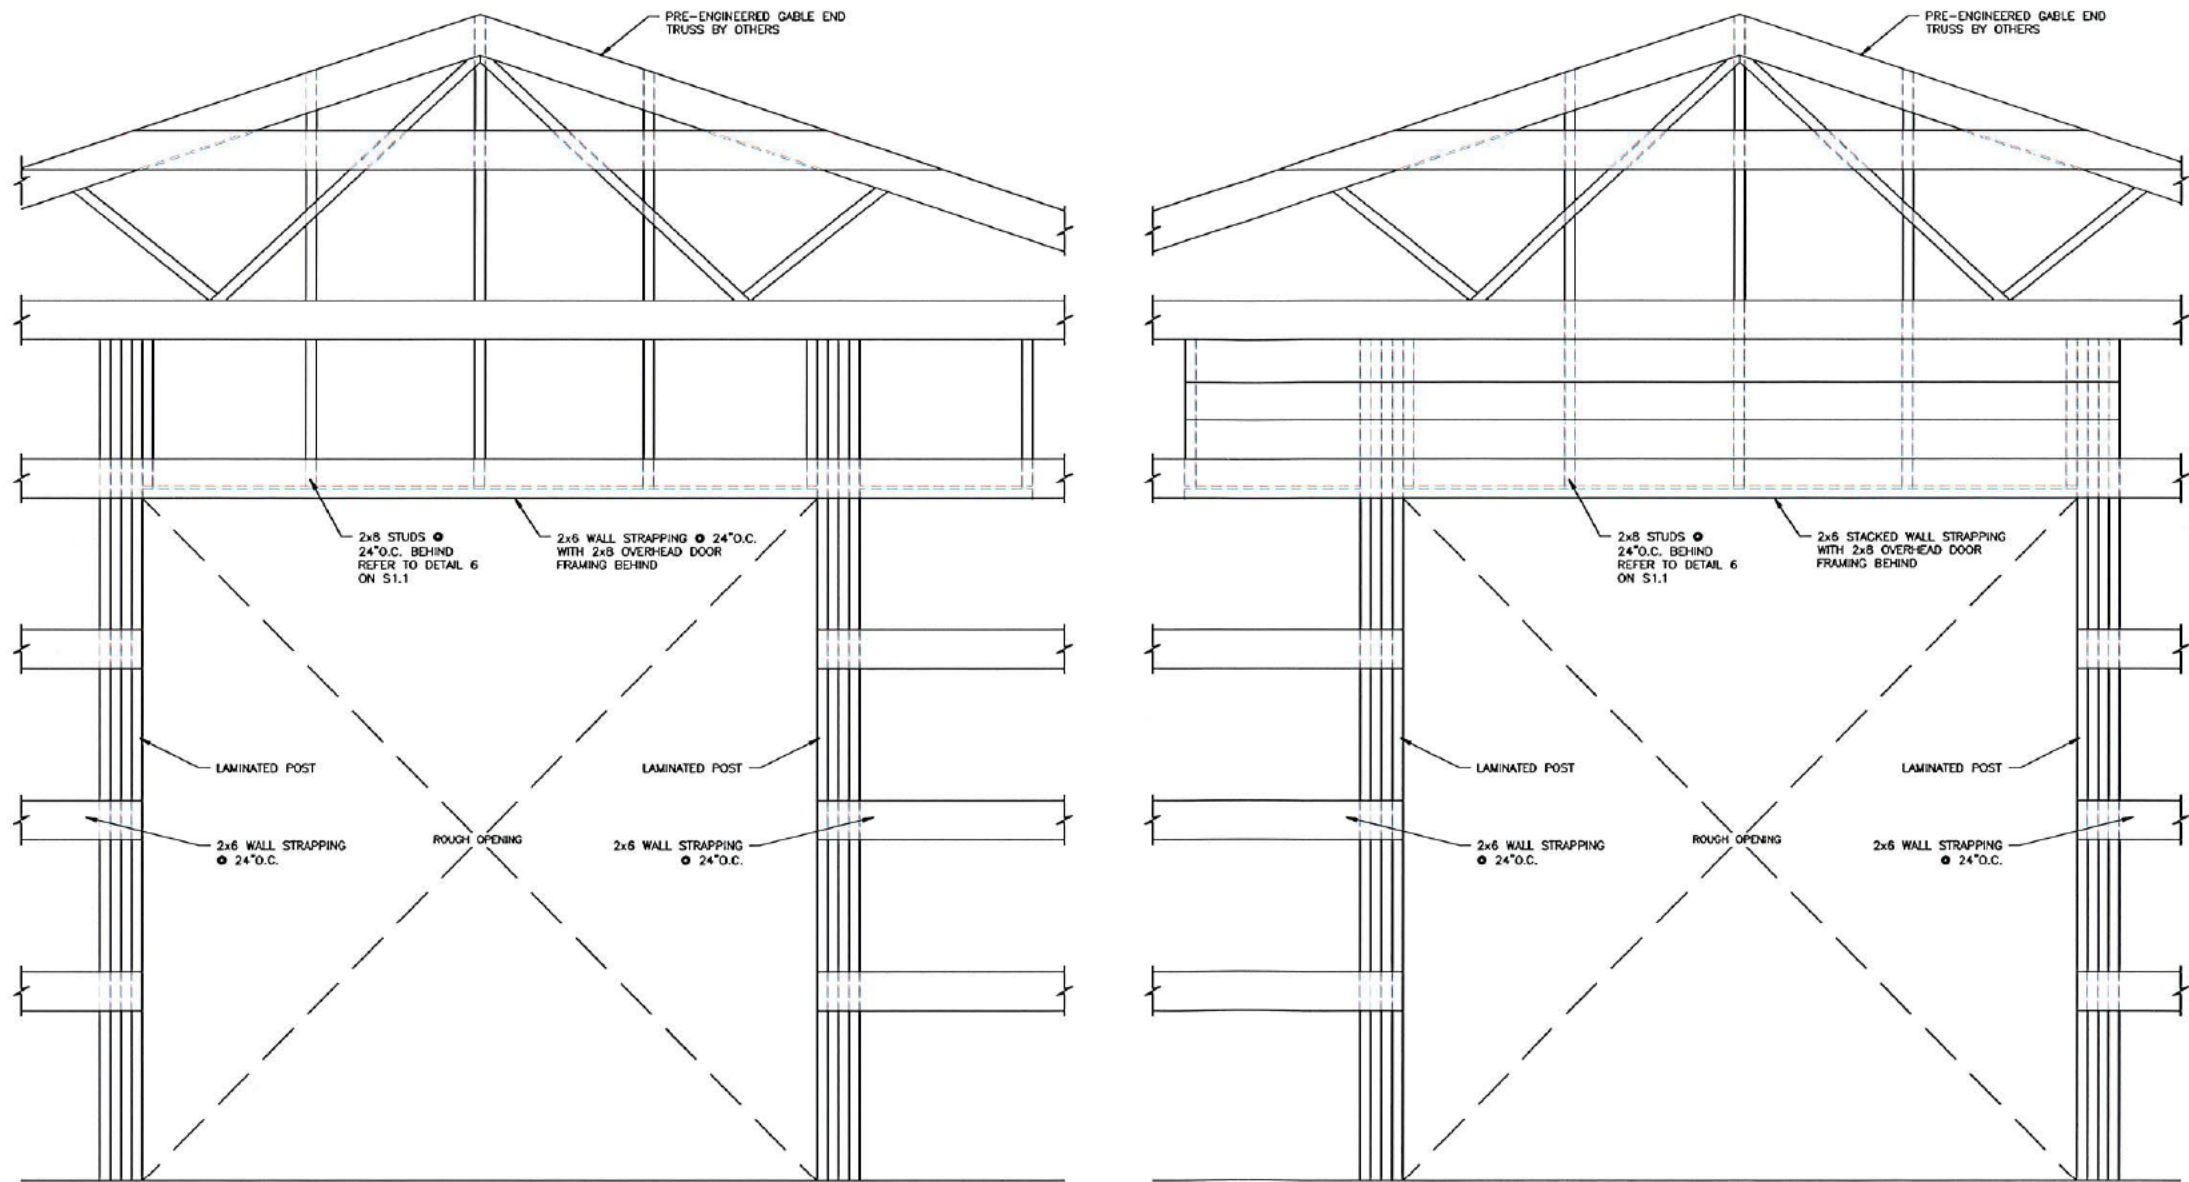 PRE-ENGINEERED GABLE END
TRUSS BY OTHERS
2x8 STUDS @
24"O.C. BEHIND
REFER TO DETAIL 6
ON S1.1
2x6 WALL STRAPPING @ 24"O.C.
WITH 2x8 OVERHEAD DOOR
FRAMING BEHIND
LAMINATED POST
LAMINATED POST
2x6 WALL STRAPPING
@ 24"O.C.
ROUGH OPENING
2x6 WALL STRAPPING
@ 24"O.C.
PRE-ENGINEERED GABLE END
TRUSS BY OTHERS
2x8 STUDS @
24"O.C. BEHIND
REFER TO DETAIL 6
ON S1.1
2x6 STACKED WALL STRAPPING
WITH 2x8 OVERHEAD DOOR
FRAMING BEHIND
LAMINATED POST
LAMINATED POST
2x6 WALL STRAPPING
@ 24"O.C.
ROUGH OPENING
2x6 WALL STRAPPING
@ 24"O.C.